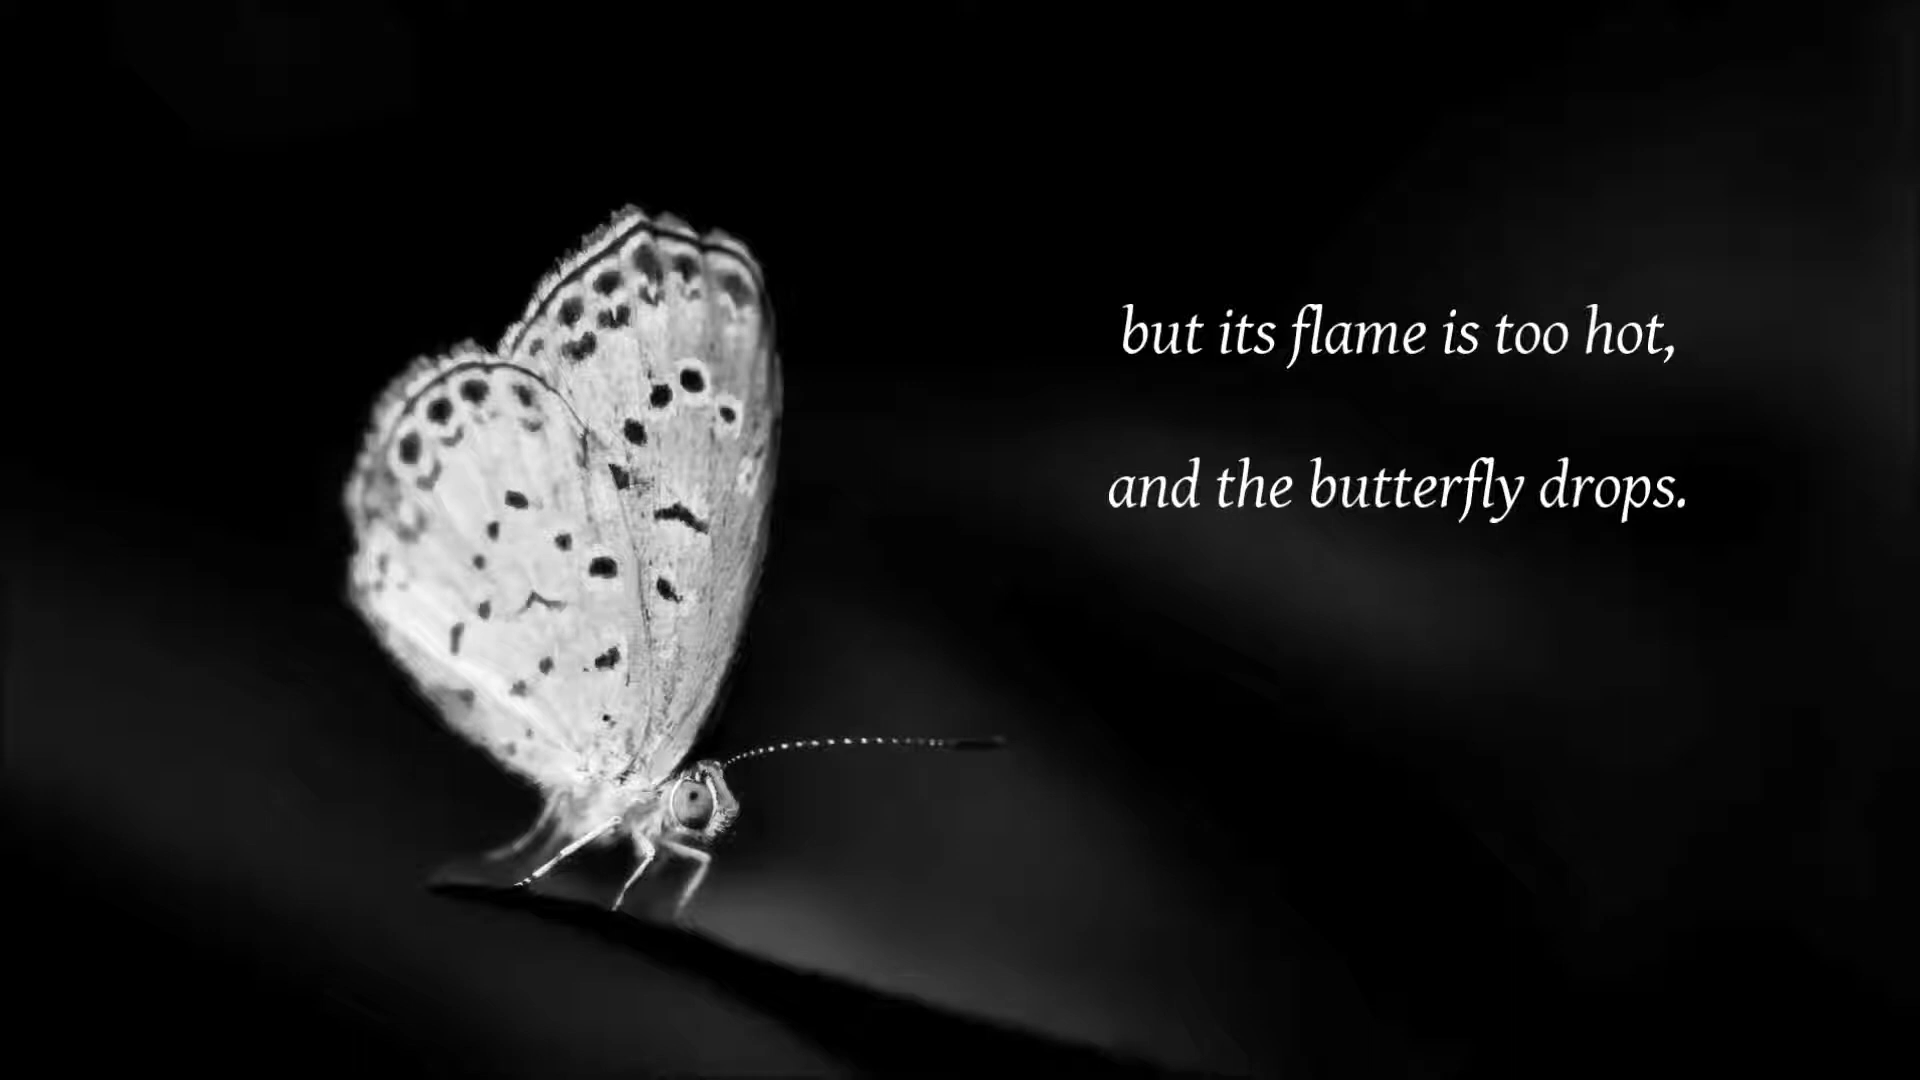 but its flame is too hot,
and the butterfly drops.